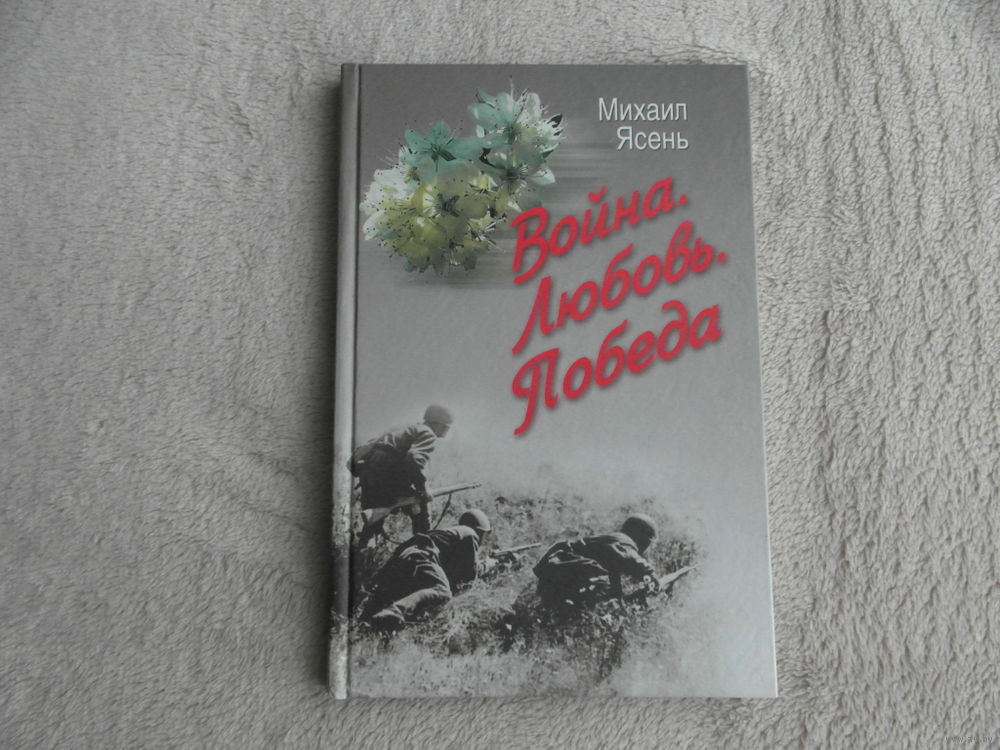 Михаил
Ясень
Война.
Любовь.
Победа